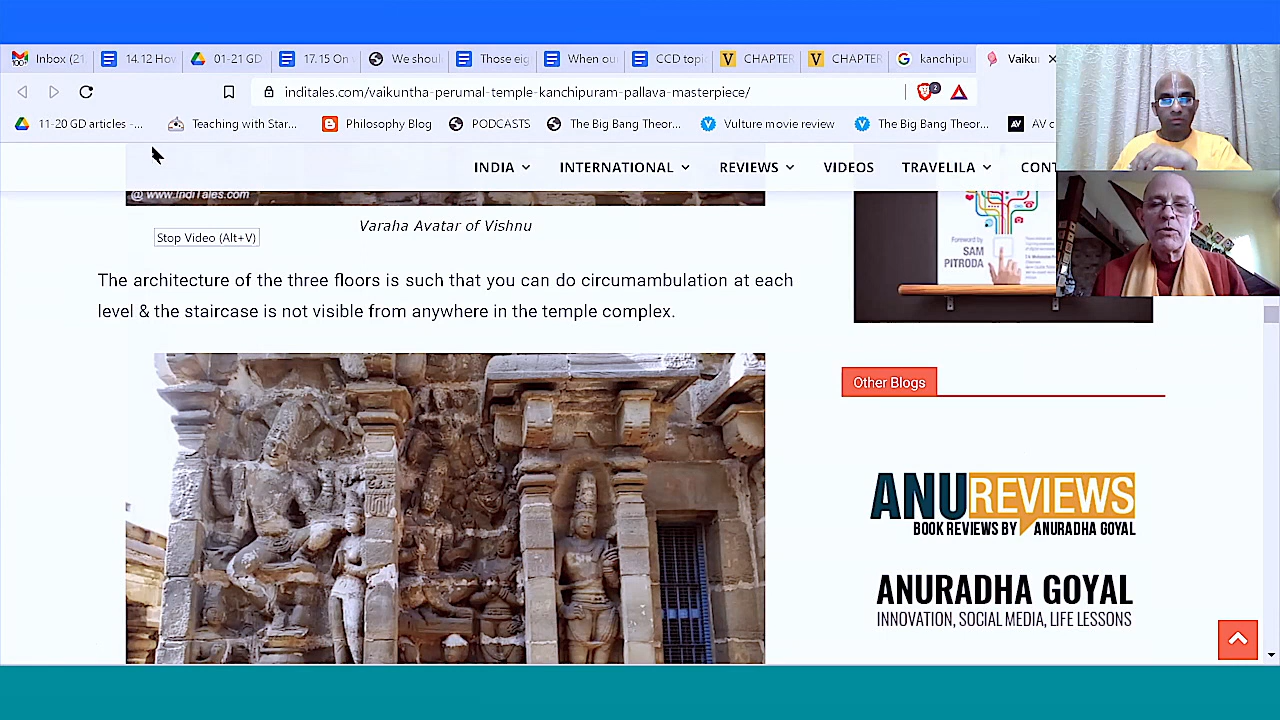 Inbox (21
14.12 Hov
01-21 GD
17.15 On
We shoul
Those eig
When ou
CCD topi
CHAPTER
CHAPTER
kanchipu
Vaiku
inditales.com/vaikuntha-perumal-temple-kanchipuram-pallava-masterpiece/
2
11-20 GD articles -...
Teaching with Star...
Philosophy Blog
PODCASTS
The Big Bang Theor...
Vulture movie review
The Big Bang Theor...
AV c
INDIA
INTERNATIONAL
REVIEWS
VIDEOS
TRAVELILA
CONT
@ www.IndiTales.com
Varaha Avatar of Vishnu
Stop Video (Alt+V)
Foreword by
SAM
PITRODA
The architecture of the three units is such that you can do circumambulation at each
level & the staircase is not visible from anywhere in the temple complex.
Other Blogs
ANUREVIEWS
BOOK REVIEWS BY ANURADHA GOYAL
ANURADHA GOYAL
INNOVATION, SOCIAL MEDIA, LIFE LESSONS